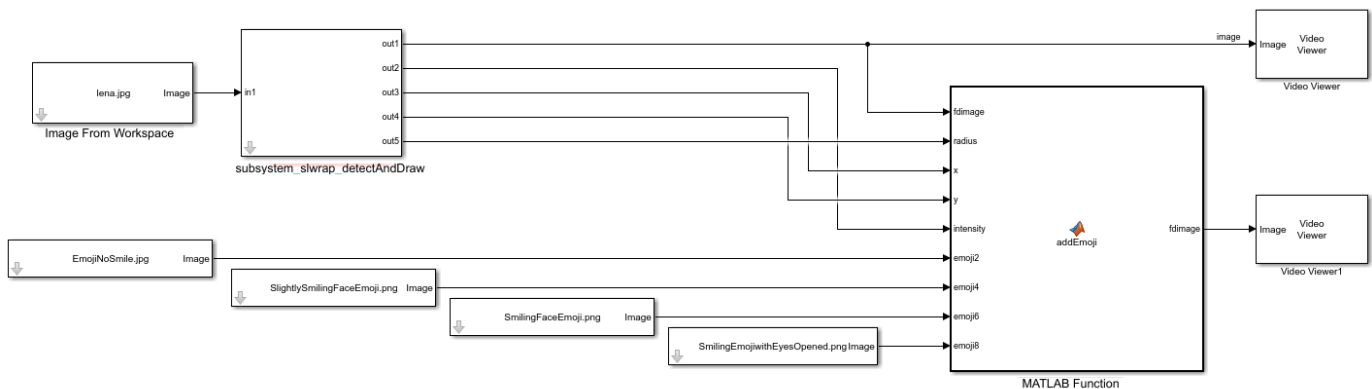 lena.jpg
Image
Image From Workspace
in1
out1
out2
out3
out4
out5
subsystem_slwrap_detectAndDraw
EmojiNoSmile.jpg
Image
SlightlySmilingFaceEmoji.png
Image
SmilingFaceEmoji.png
Image
SmilingEmojiwithEyesOpened.png
Image
fdimage
radius
x
y
intensity
emoji2
emoji4
emoji6
emoji8
addEmoji
fdimage
MATLAB Function
image
Image
Video
Viewer
Video Viewer
Image
Video
Viewer
Video Viewer1